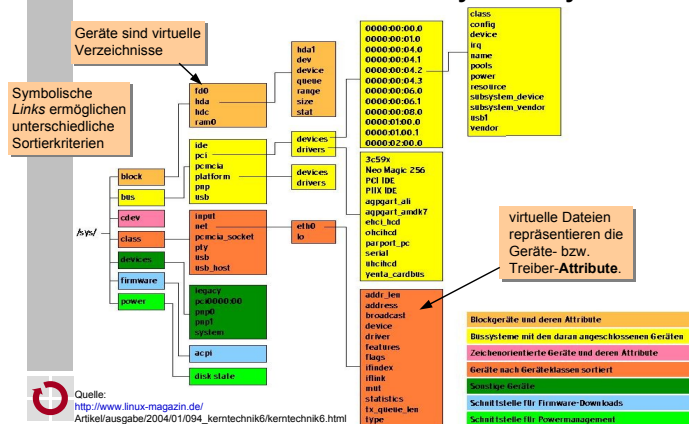 Geräte sind virtuelle
Verzeichnisse
Symbolische
Links ermöglichen
unterschiedliche
Sortierkriterien
/sys/
block
bus
cdev
class
devices
firmware
power
fd0
hda
hdc
ram0
ide
pci
pcmcia
platform
pnp
usb
input
net
pcmcia_socket
pty
usb
usb_host
legacy
pci0000:00
pnp0
pnp1
system
acpi
disk state
hda1
dev
device
queue
range
size
stat
devices
drivers
devices
drivers
eth0
lo
0000:00:00.0
0000:00:01.0
0000:00:04.0
0000:00:04.1
0000:00:04.2
0000:00:04.3
0000:00:06.0
0000:00:06.1
0000:00:08.0
0000:01:00.0
0000:01:00.1
0000:02:00.0
3c59x
Neo Magic 256
PCI IDE
PIIX IDE
agpgart_ali
agpgart_amdk7
ehci_hcd
ohcihcd
parport_pc
serial
uhcihcd
yenta_cardbus
addr_len
address
broadcast
device
driver
features
flags
ifindex
iflink
mut
statistics
tx_queue_len
type
class
config
device
irq
name
pools
power
resource
subsystem_device
subsystem_vendor
usb1
vendor
virtuelle Dateien
repräsentieren die
Geräte- bzw.
Treiber-Attribute.
Blockgeräte und deren Attribute
Bussysteme mit den daran angeschlossenen Geräten
Zeichenorientierte Geräte und deren Attribute
Geräte nach Geräteklassen sortiert
Sonstige Geräte
Schnittstelle für Firmware-Downloads
Schnittstelle für Powermanagement
Quelle:
http://www.linux-magazin.de/
Artikel/ausgabe/2004/01/094_kerntechnik6/kerntechnik6.html